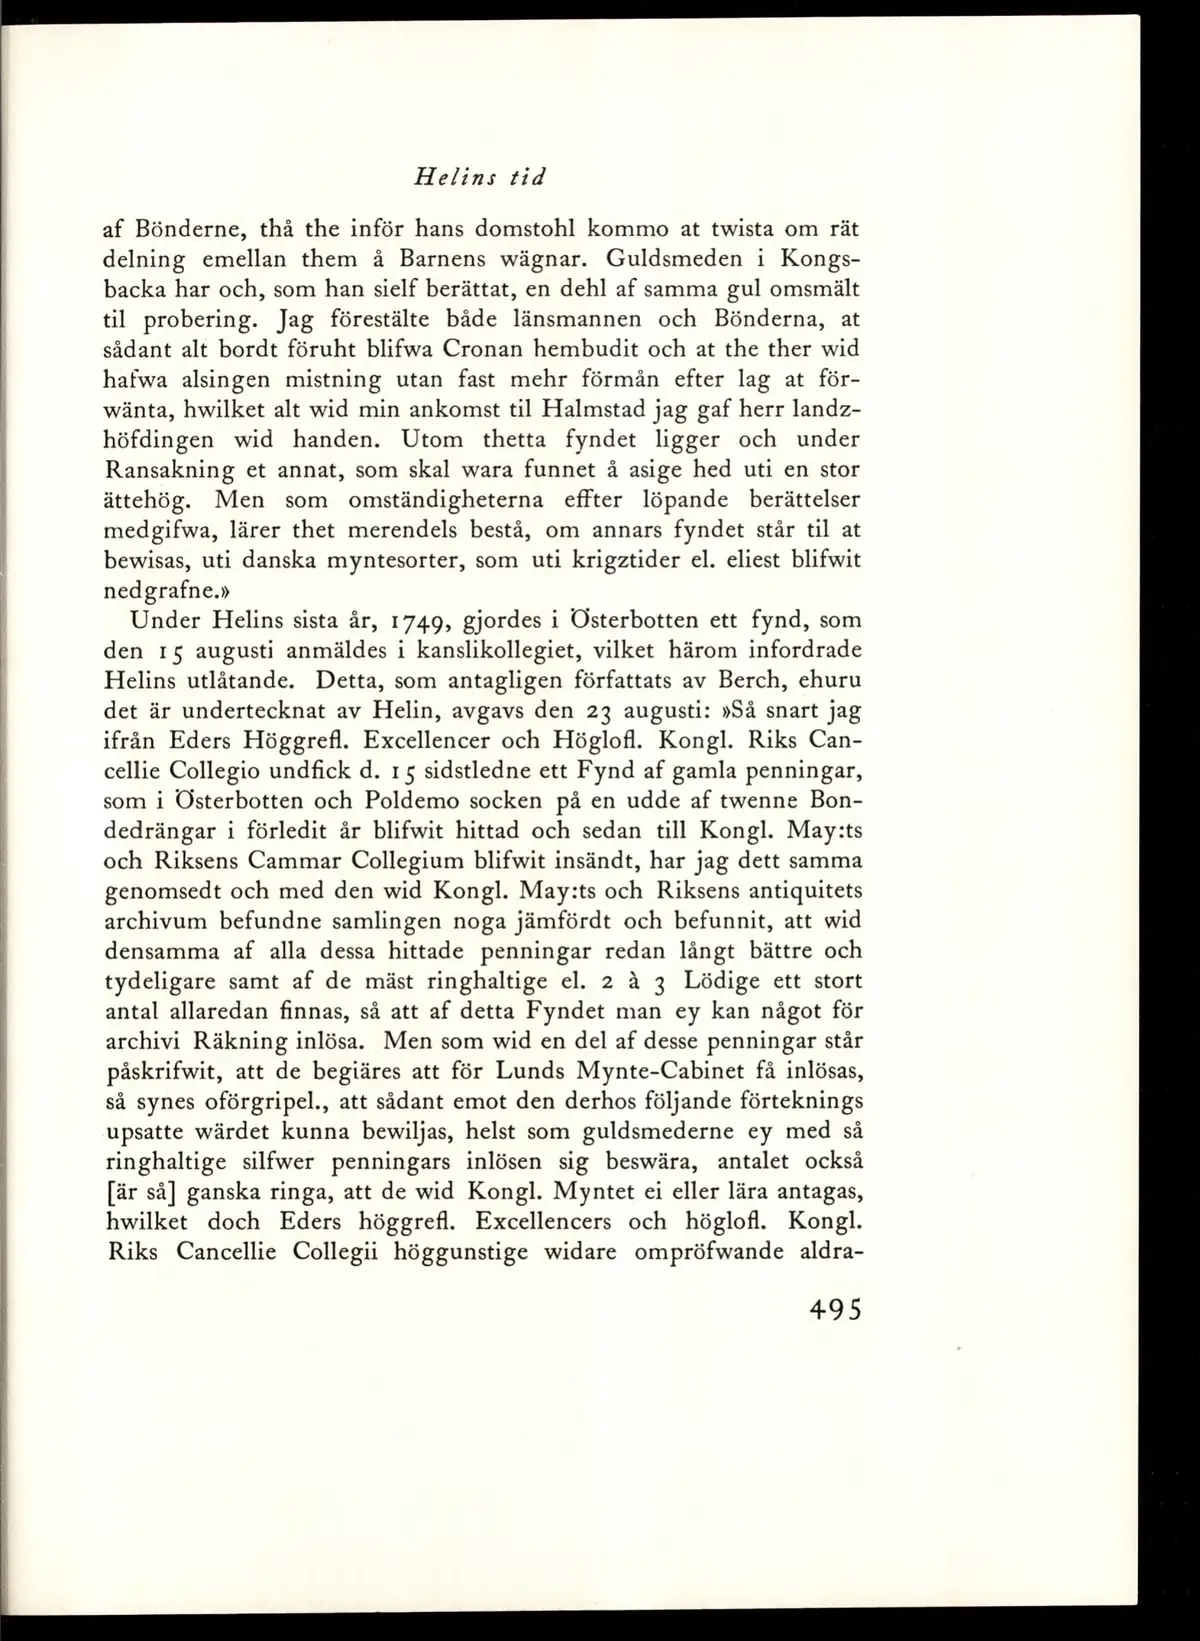 Helins tid
af Bönderne, thå the inför hans domstohl kommo at twista om rät
delning emellan them å Barnens wägnar. Guldsmeden i Kongs-
backa har och, som han sielf berättat, en dehl af samma gul omsmält
til probering. Jag förestälte både länsmannen och Bönderna, at
sådant alt bordt föruht blifwa Cronan hembudit och at the ther wid
hafwa alsingen mistning utan fast mehr förmån efter lag at för-
wänta, hwilket alt wid min ankomst til Halmstad jag gaf herr landz-
höfdingen wid handen. Utom thetta fyndet ligger och under
Ransakning et annat, som skal wara funnet å asige hed uti en stor
ättehög. Men som omständigheterna effter löpande berättelser
medgifwa, lärer thet merendels bestå, om annars fyndet står til at
bewisas, uti danska myntesorter, som uti krigztider el. eliest blifwit
nedgrafne.»
Under Helins sista år, 1749, gjordes i Österbotten ett fynd, som
den 15 augusti anmäldes i kanslikollegiet, vilket härom infordrade
Helins utlåtande. Detta, som antagligen författats av Berch, ehuru
det är undertecknat av Helin, avgavs den 23 augusti: »Så snart jag
ifrån Eders Höggrefl. Excellencer och Höglofl. Kongl. Riks Can-
cellie Collegio undfick d. 15 sidstledne ett Fynd af gamla penningar,
som i Österbotten och Poldemo socken på en udde af twenne Bon-
dedrängar i förledit år blifwit hittad och sedan till Kongl. May:ts
och Riksens Cammar Collegium blifwit insändt, har jag dett samma
genomsedt och med den wid Kongl. May:ts och Riksens antiquitets
archivum befundne samlingen noga jämfördt och befunnit, att wid
densamma af alla dessa hittade penningar redan långt bättre och
tydeligare samt af de mäst ringhaltige el. 2 à 3 Lödige ett stort
antal allaredan finnas, så att af detta Fyndet man ey kan något för
archivi Räkning inlösa. Men som wid en del af desse penningar står
påskrifwit, att de begiäres att för Lunds Mynte-Cabinet få inlösas,
så synes oförgripel., att sådant emot den derhos följande förteknings
upsatte wärdet kunna bewiljas, helst som guldsmederne ey med så
ringhaltige silfwer penningars inlösen sig beswära, antalet också
[är så] ganska ringa, att de wid Kongl. Myntet ei eller lära antagas,
hwilket doch Eders höggrefl. Excellencers och höglofl. Kongl.
Riks Cancellie Collegii höggunstige widare ompröfwande aldra-
495